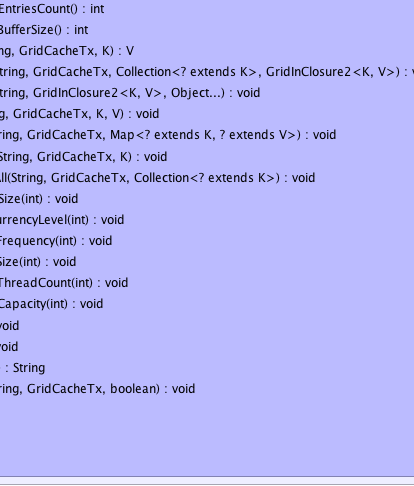 EntriesCount() : int
BufferSize() : int
ng, GridCacheTx, K) : V
tring, GridCacheTx, Collection<? extends K>, GridInClosure2<K, V>) :
tring, GridInClosure2<K, V>, Object...) : void
g, GridCacheTx, K, V) : void
ring, GridCacheTx, Map<? extends K, ? extends V>) : void
String, GridCacheTx, K) : void
ll(String, GridCacheTx, Collection<? extends K>) : void
Size(int) : void
urrencyLevel(int) : void
Frequency(int) : void
Size(int) : void
ThreadCount(int) : void
Capacity(int) : void
void
void
) : String
ring, GridCacheTx, boolean) : void